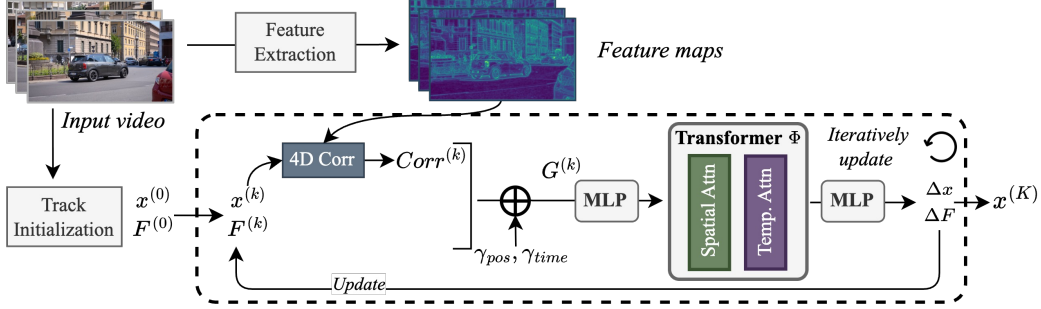 Feature
Extraction
Feature maps
Input video
Track
Initialization
x^(0)
F^(0)
x^(k)
F^(k)
4D Corr
Corr^(k)
γ_pos, γ_time
G^(k)
MLP
Transformer Φ
Spatial Attn
Temp. Attn
MLP
Iteratively
update
Δx
ΔF
x^(K)
Update